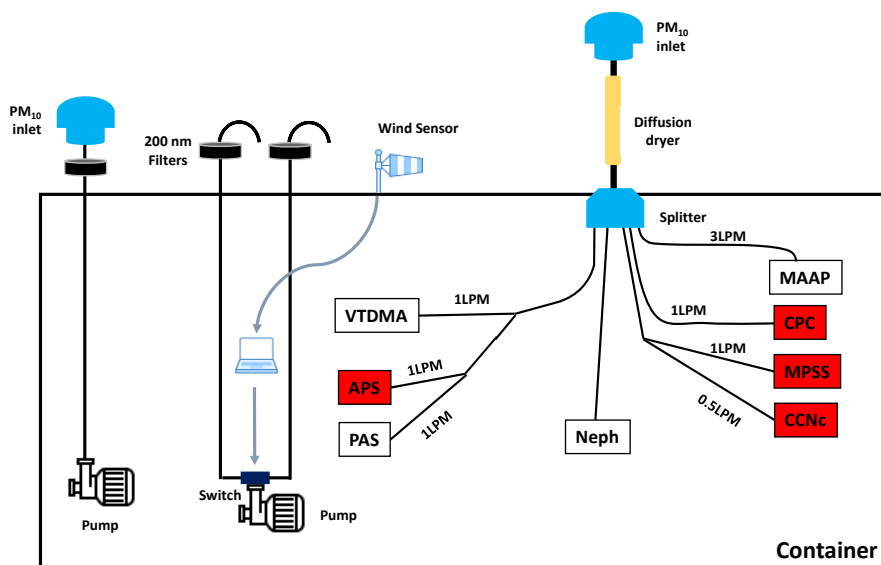 PM10
inlet
Diffusion
dryer
PM10
inlet
200 nm
Filters
Wind Sensor
Splitter
3LPM
MAAP
VTDMA
1LPM
1LPM
CPC
APS
1LPM
1LPM
MPSS
PAS
1LPM
0.5LPM
CCNc
Neph
Switch
Pump
Pump
Container